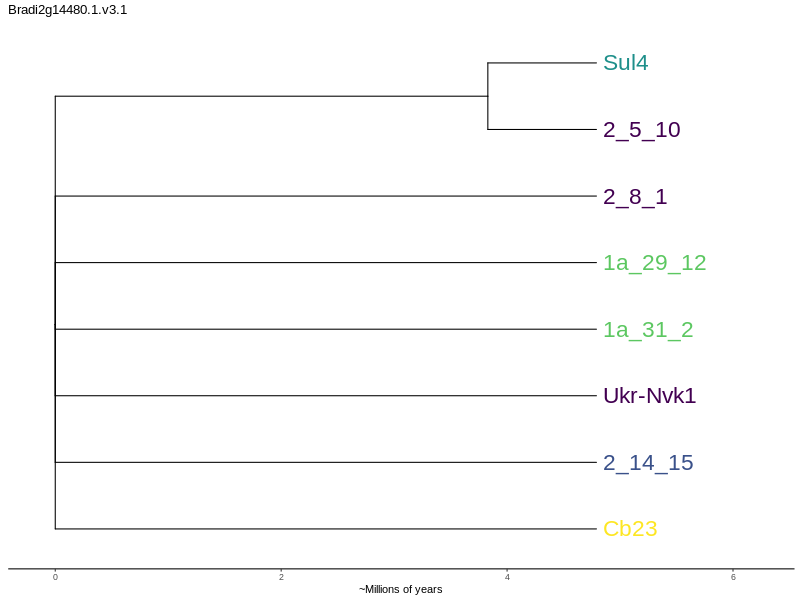 Bradi2g14480.1.v3.1
Sul4
2_5_10
2_8_1
1a_29_12
1a_31_2
Ukr-Nvk1
2_14_15
Cb23
0 2 4 6
~Millions of years